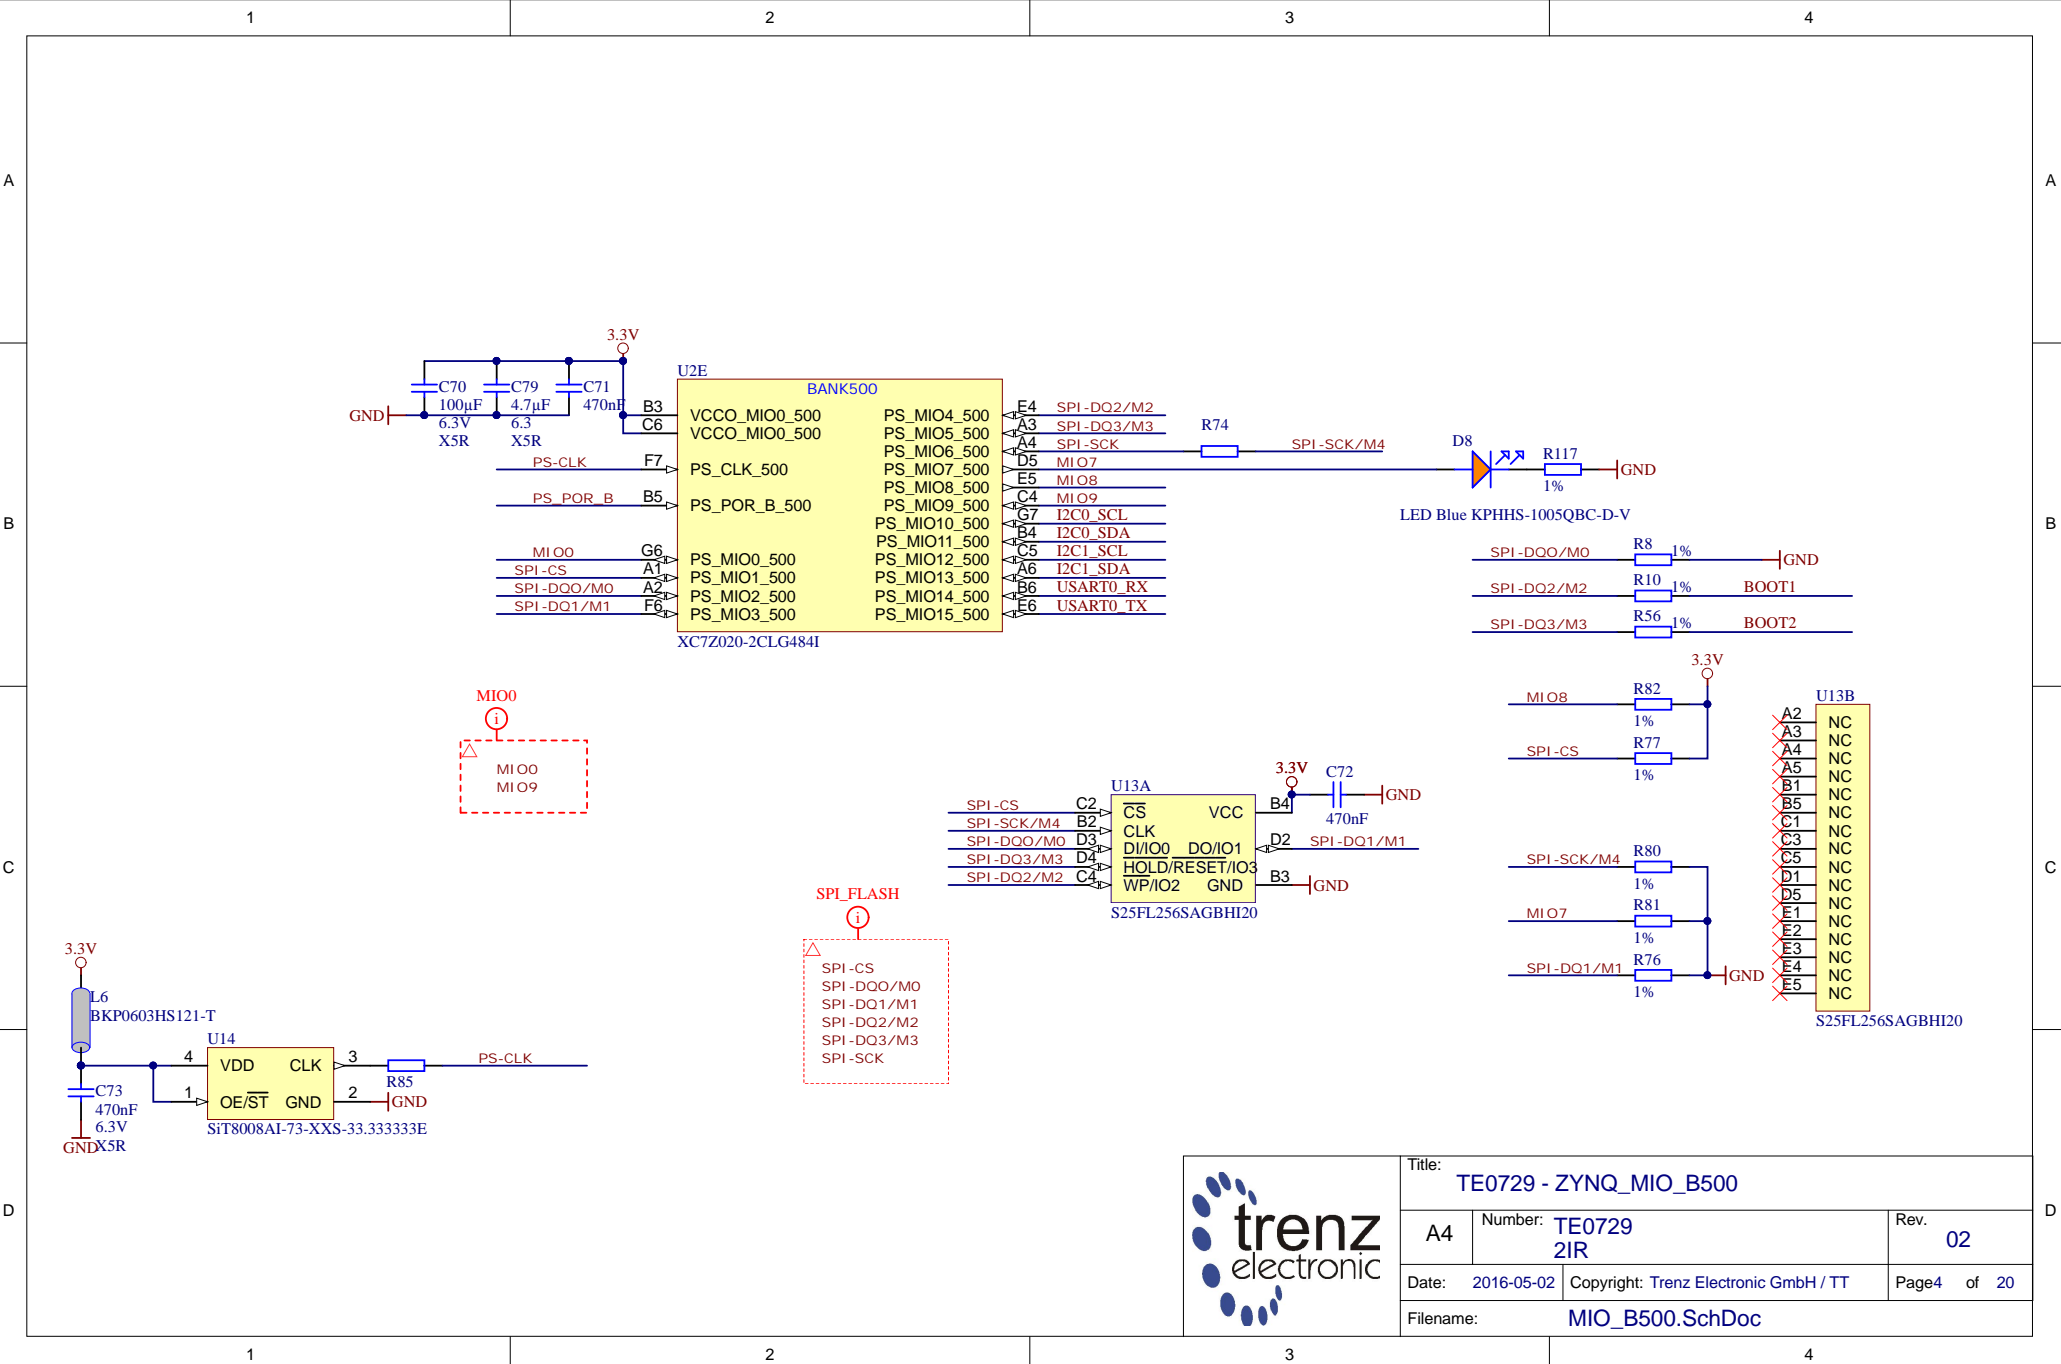 1 2 3 4
A A
B B
C C
D D
1 2 3 4
3.3V
C70
100µF
6.3V
X5R
C79
4.7µF
6.3
X5R
C71
470nF
GND
U2E
BANK500
B3 VCCO_MIO0_500
C6 VCCO_MIO0_500
PS-CLK F7 PS_CLK_500
PS_POR_B B5 PS_POR_B_500
MIO0 G6 PS_MIO0_500
SPI-CS A1 PS_MIO1_500
SPI-DQ0/M0 A2 PS_MIO2_500
SPI-DQ1/M1 F6 PS_MIO3_500
PS_MIO4_500 E4 SPI-DQ2/M2
PS_MIO5_500 A3 SPI-DQ3/M3
PS_MIO6_500 A4 SPI-SCK
PS_MIO7_500 D5 MIO7
PS_MIO8_500 E5 MIO8
PS_MIO9_500 C4 MIO9
PS_MIO10_500 G7 I2C0_SCL
PS_MIO11_500 B4 I2C0_SDA
PS_MIO12_500 C5 I2C1_SCL
PS_MIO13_500 A6 I2C1_SDA
PS_MIO14_500 B6 USART0_RX
PS_MIO15_500 E6 USART0_TX
XC7Z020-2CLG484I
R74
SPI-SCK/M4
D8
R117
1%
GND
LED Blue KPHHS-1005QBC-D-V
SPI-DQ0/M0 R8 1% GND
SPI-DQ2/M2 R10 1% BOOT1
SPI-DQ3/M3 R56 1% BOOT2
3.3V
MIO8 R82
1%
SPI-CS R77
1%
SPI-SCK/M4 R80
1%
MIO7 R81
1%
SPI-DQ1/M1 R76 GND
1%
U13B
A2 NC
A3 NC
A4 NC
A5 NC
B1 NC
B5 NC
C1 NC
C3 NC
C5 NC
D1 NC
D5 NC
E1 NC
E2 NC
E3 NC
E4 NC
E5 NC
S25FL256SAGBHI20
MIO0
i
MIO0
MIO9
U13A
3.3V
C72
470nF
GND
SPI-CS C2 CS VCC B4
SPI-SCK/M4 B2 CLK
SPI-DQ0/M0 D3 DI/IO0 DO/IO1 D2 SPI-DQ1/M1
SPI-DQ3/M3 D4 HOLD/RESET/IO3
SPI-DQ2/M2 C4 WP/IO2 GND B3 GND
S25FL256SAGBHI20
SPI_FLASH
i
SPI-CS
SPI-DQ0/M0
SPI-DQ1/M1
SPI-DQ2/M2
SPI-DQ3/M3
SPI-SCK
3.3V
L6
BKP0603HS121-T
U14
4 VDD CLK 3 PS-CLK
R85
1 OE/ST GND 2 GND
SiT8008AI-73-XXS-33.333333E
C73
470nF
6.3V
X5R
GND
trenz
electronic
Title:
TE0729 - ZYNQ_MIO_B500
A4
Number: TE0729
2IR
Rev.
02
Date: 2016-05-02 Copyright: Trenz Electronic GmbH / TT Page4 of 20
Filename: MIO_B500.SchDoc